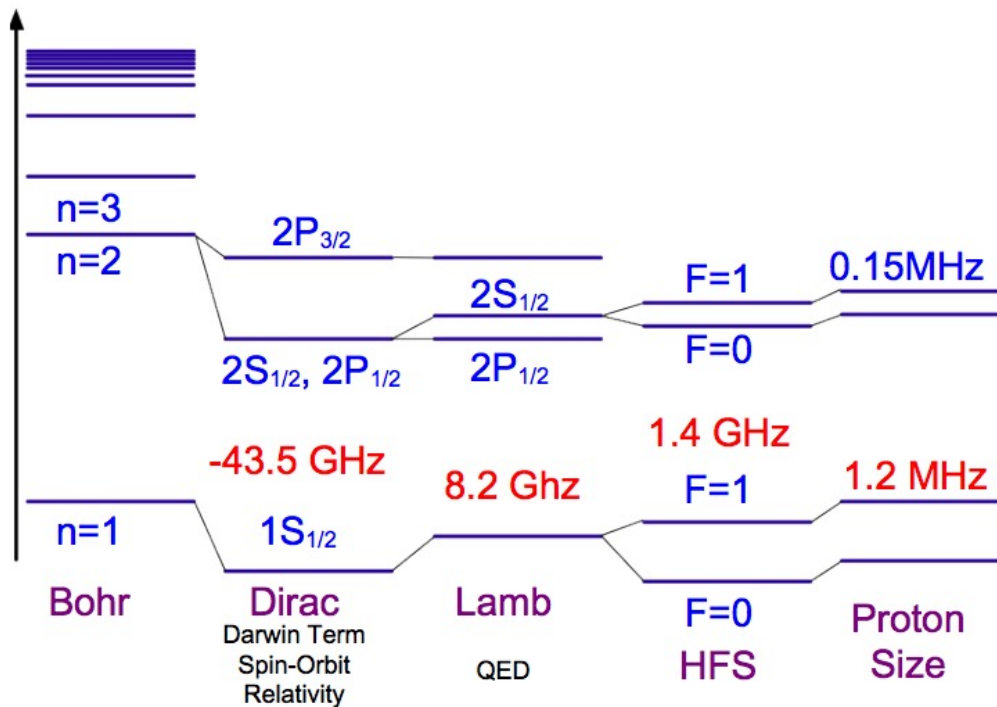 n=3
n=2
2P3/2
2S1/2
F=1
0.15MHz
2S1/2, 2P1/2
2P1/2
F=0
-43.5 GHz
8.2 Ghz
1.4 GHz
F=1
1.2 MHz
n=1
1S1/2
F=0
Bohr
Dirac
Darwin Term
Spin-Orbit
Relativity
Lamb
QED
HFS
Proton
Size